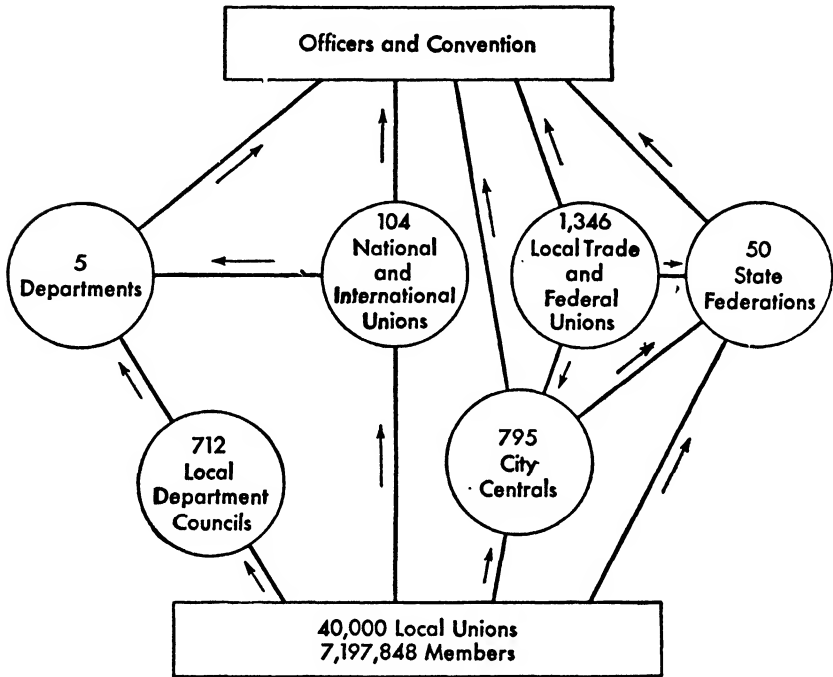 Officers and Convention
5
Departments
104
National
and
International
Unions
1,346
Local Trade
and
Federal
Unions
50
State
Federations
712
Local
Department
Councils
795
City
Centrals
40,000 Local Unions
7,197,848 Members